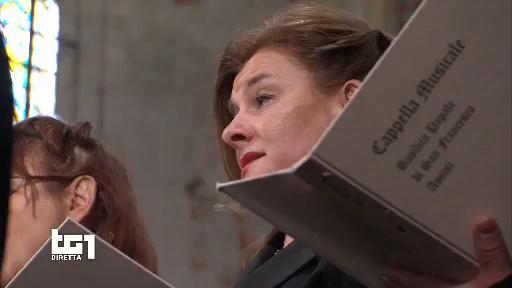 Cappella Musicale
Basilica Papale
di San Francesco
Assisi
tg1
DIRETTA